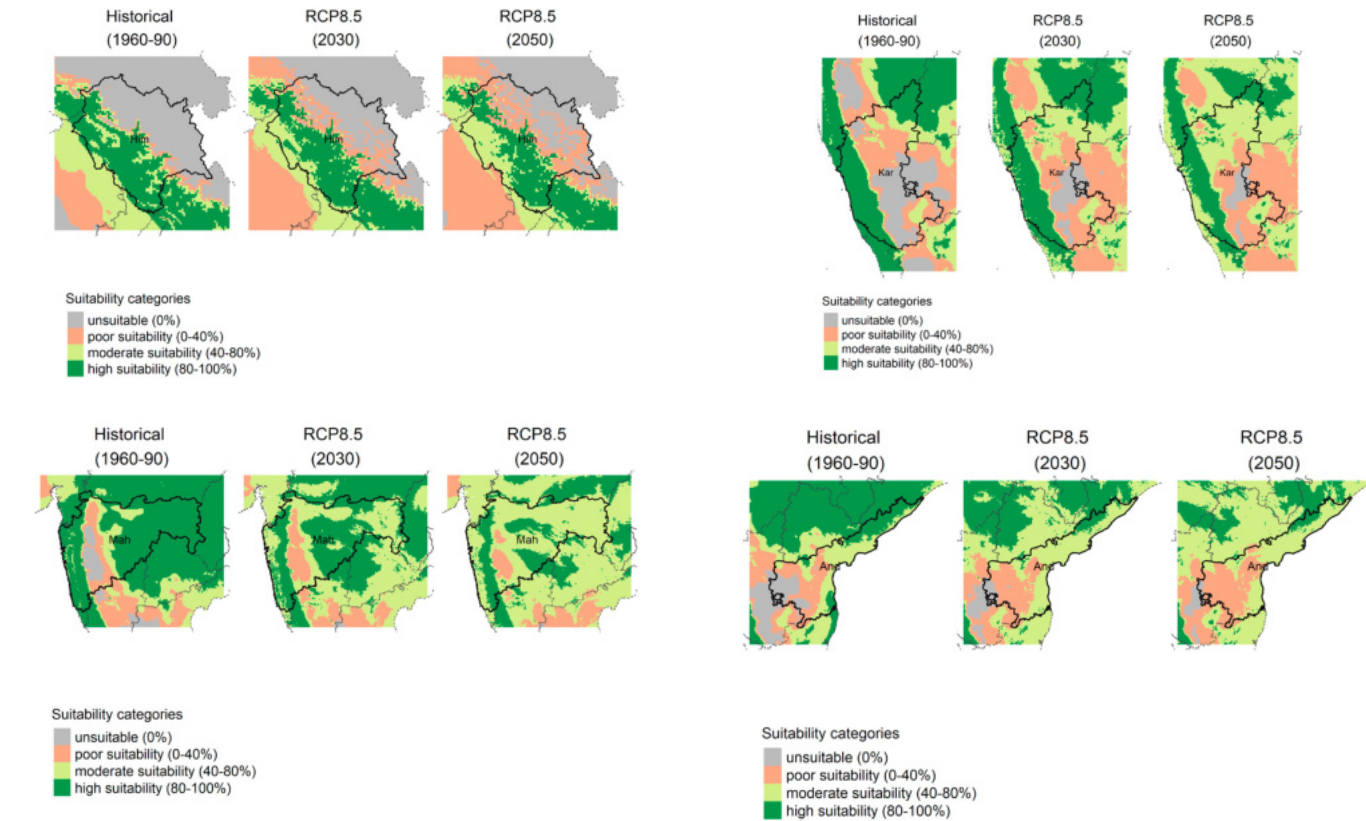 Historical
(1960-90)
RCP8.5
(2030)
RCP8.5
(2050)
Him
Him
Him
Suitability categories
unsuitable (0%)
poor suitability (0-40%)
moderate suitability (40-80%)
high suitability (80-100%)
Historical
(1960-90)
RCP8.5
(2030)
RCP8.5
(2050)
Kar
Kar
Kar
Suitability categories
unsuitable (0%)
poor suitability (0-40%)
moderate suitability (40-80%)
high suitability (80-100%)
Historical
(1960-90)
RCP8.5
(2030)
RCP8.5
(2050)
Mah
Mah
Mah
Suitability categories
unsuitable (0%)
poor suitability (0-40%)
moderate suitability (40-80%)
high suitability (80-100%)
Historical
(1960-90)
RCP8.5
(2030)
RCP8.5
(2050)
And
And
And
Suitability categories
unsuitable (0%)
poor suitability (0-40%)
moderate suitability (40-80%)
high suitability (80-100%)